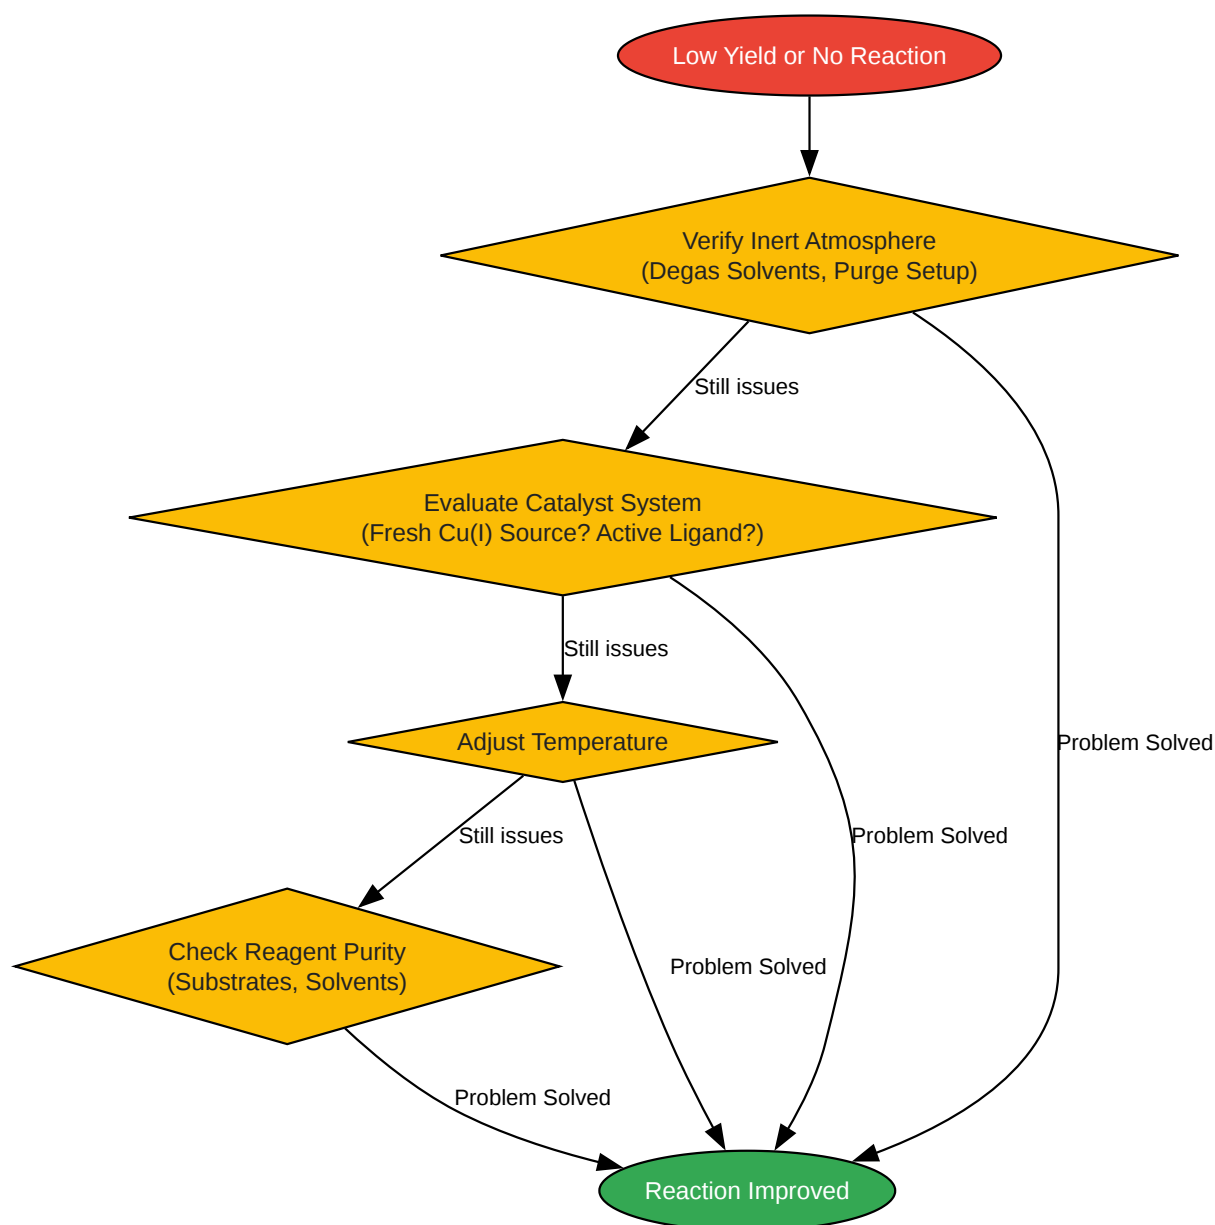 Low Yield or No Reaction
Verify Inert Atmosphere
(Degas Solvents, Purge Setup)
Still issues
Evaluate Catalyst System
(Fresh Cu(I) Source? Active Ligand?)
Still issues
Adjust Temperature
Problem Solved
Still issues
Problem Solved
Check Reagent Purity
(Substrates, Solvents)
Problem Solved
Problem Solved
Reaction Improved